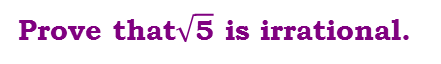 Prove that√5 is irrational.